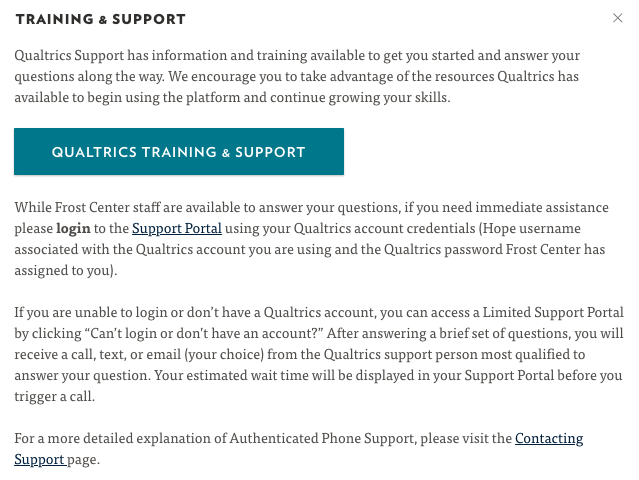 TRAINING & SUPPORT
Qualtrics Support has information and training available to get you started and answer your
questions along the way. We encourage you to take advantage of the resources Qualtrics has
available to begin using the platform and continue growing your skills.
QUALTRICS TRAINING & SUPPORT
While Frost Center staff are available to answer your questions, if you need immediate assistance
please login to the Support Portal using your Qualtrics account credentials (Hope username
associated with the Qualtrics account you are using and the Qualtrics password Frost Center has
assigned to you).
If you are unable to login or don’t have a Qualtrics account, you can access a Limited Support Portal
by clicking “Can’t login or don’t have an account?” After answering a brief set of questions, you will
receive a call, text, or email (your choice) from the Qualtrics support person most qualified to
answer your question. Your estimated wait time will be displayed in your Support Portal before you
trigger a call.
For a more detailed explanation of Authenticated Phone Support, please visit the Contacting
Support page.